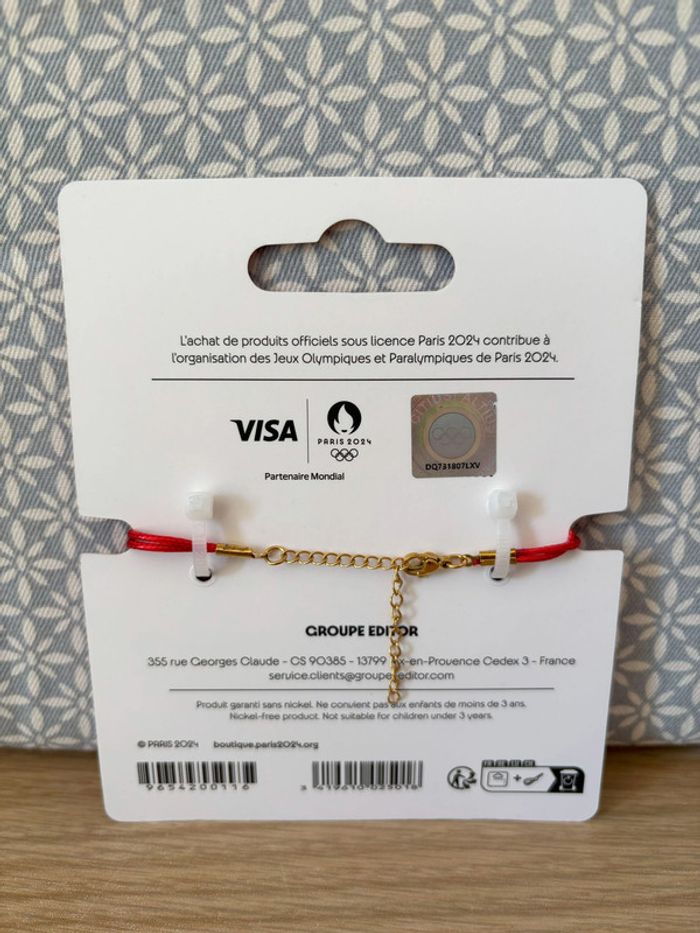 L'achat de produits officiels sous licence Paris 2024 contribue à
l'organisation des Jeux Olympiques et Paralympiques de Paris 2024.
VISA
PARIS 2024
Partenaire Mondial
CITIUS ALTIUS
DQ731807LXV
GROUPE EDITOR
355 rue Georges Claude - CS 90385 - 13799 Aix-en-Provence Cedex 3 - France
service.clients@groupe-editor.com
Produit garanti sans nickel. Ne convient pas aux enfants de moins de 3 ans.
Nickel-free product. Not suitable for children under 3 years.
© PARIS 2024 boutique.paris2024.org
9654200116